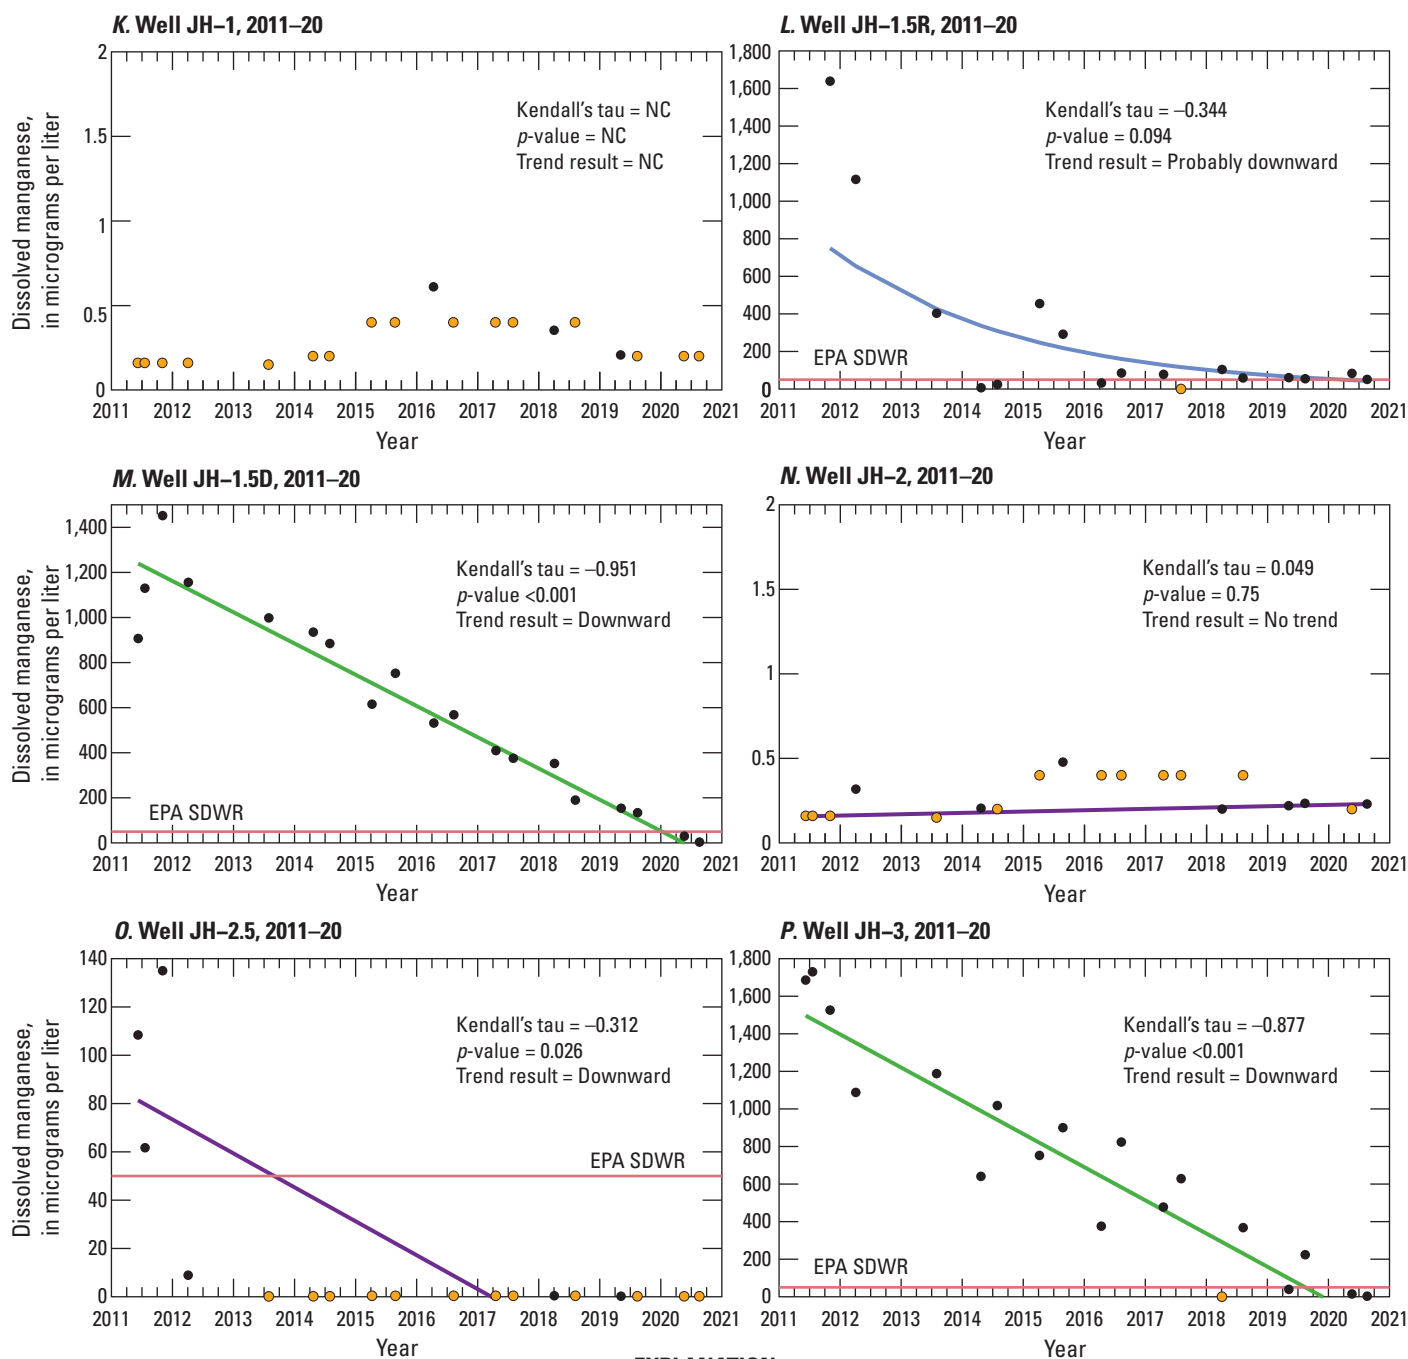 K. Well JH–1, 2011–20
2
1.5
1
0.5
0
Dissolved manganese,
in micrograms per liter
Kendall's tau = NC
p-value = NC
Trend result = NC
2011 2012 2013 2014 2015 2016 2017 2018 2019 2020 2021
Year
L. Well JH–1.5R, 2011–20
1,800
1,600
1,400
1,200
1,000
800
600
400
200
0
Kendall's tau = –0.344
p-value = 0.094
Trend result = Probably downward
EPA SDWR
2011 2012 2013 2014 2015 2016 2017 2018 2019 2020 2021
Year
M. Well JH–1.5D, 2011–20
1,400
1,200
1,000
800
600
400
200
0
Dissolved manganese,
in micrograms per liter
Kendall's tau = –0.951
p-value <0.001
Trend result = Downward
EPA SDWR
2011 2012 2013 2014 2015 2016 2017 2018 2019 2020 2021
Year
N. Well JH–2, 2011–20
2
1.5
1
0.5
0
Kendall's tau = 0.049
p-value = 0.75
Trend result = No trend
2011 2012 2013 2014 2015 2016 2017 2018 2019 2020 2021
Year
O. Well JH–2.5, 2011–20
140
120
100
80
60
40
20
0
Dissolved manganese,
in micrograms per liter
Kendall's tau = –0.312
p-value = 0.026
Trend result = Downward
EPA SDWR
2011 2012 2013 2014 2015 2016 2017 2018 2019 2020 2021
Year
P. Well JH–3, 2011–20
1,800
1,600
1,400
1,200
1,000
800
600
400
200
0
Kendall's tau = –0.877
p-value <0.001
Trend result = Downward
EPA SDWR
2011 2012 2013 2014 2015 2016 2017 2018 2019 2020 2021
Year
EXPLANATION